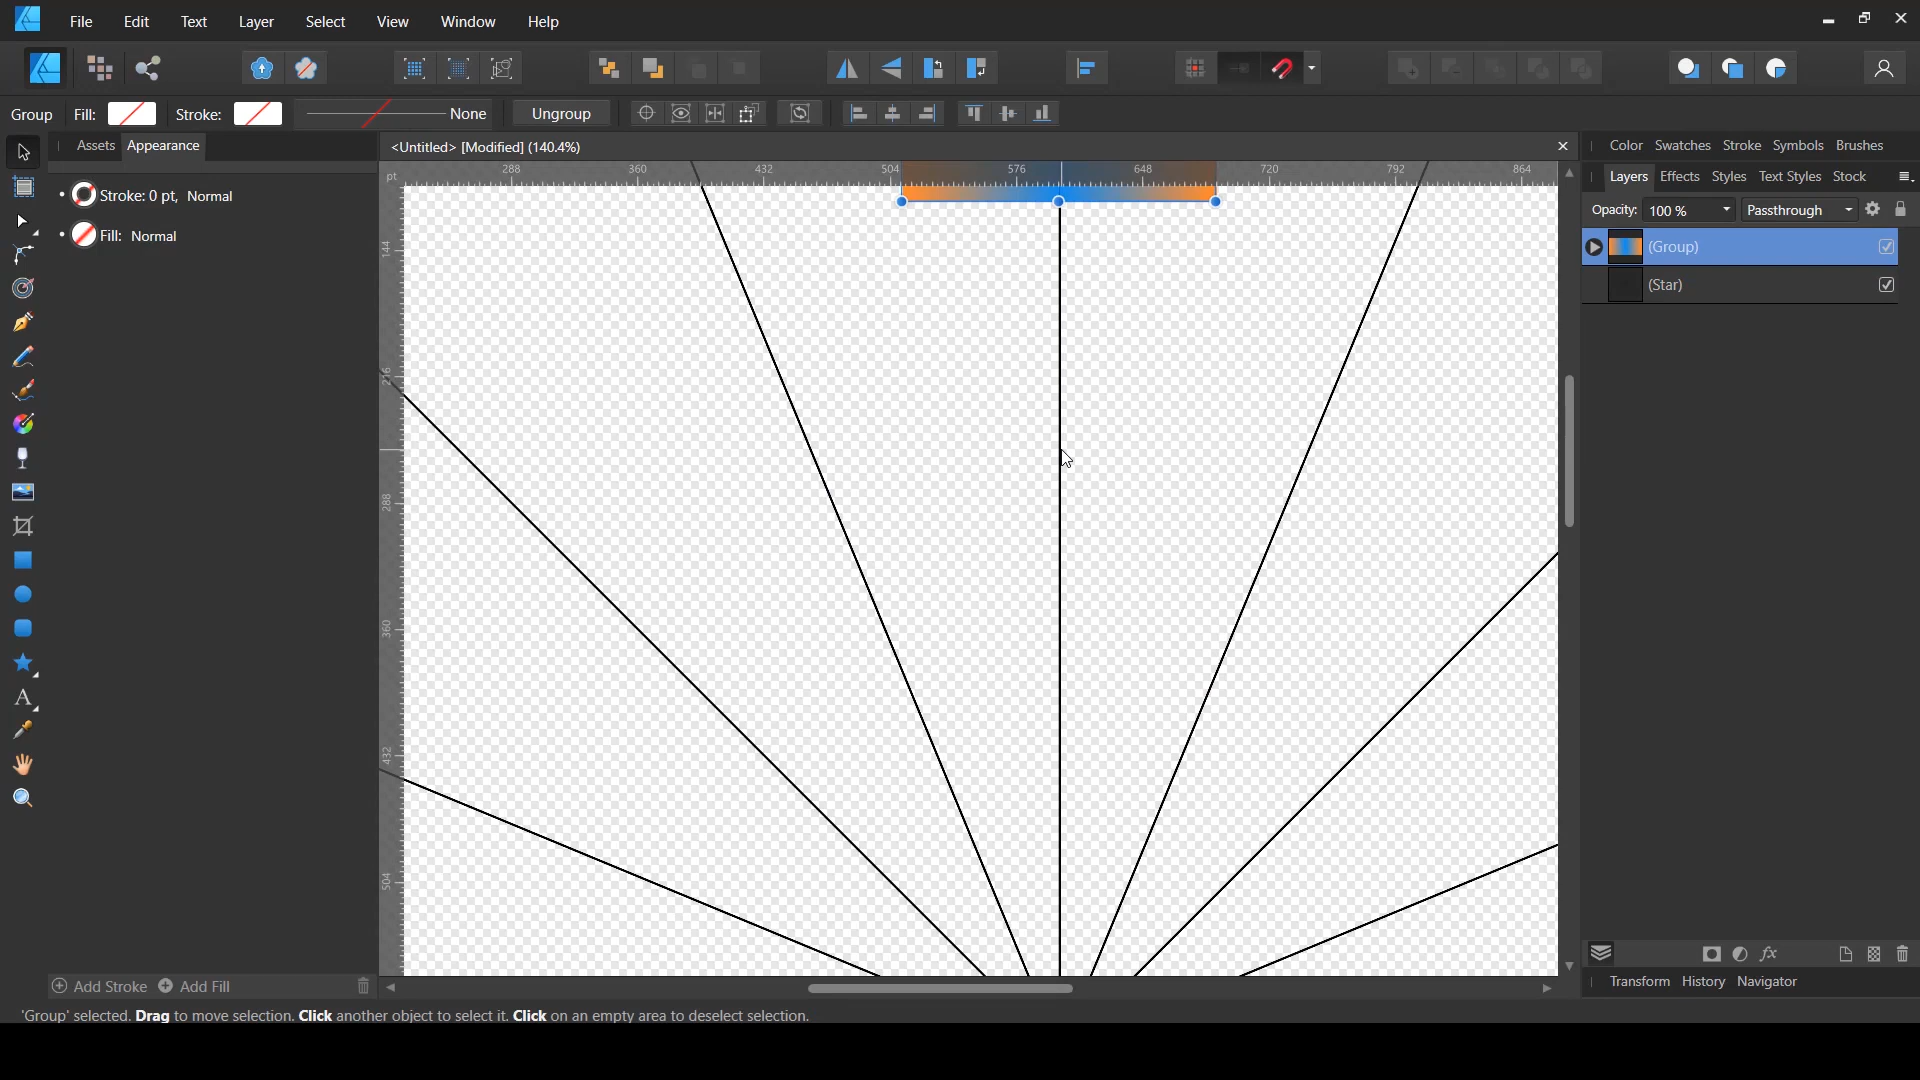 File Edit Text Layer Select View Window Help
Group Fill: Stroke: None Ungroup
Assets Appearance
<Untitled> [Modified] (140.4%)
Color Swatches Stroke Symbols Brushes
pt 288 360 432 504 576 648 720 792 864
Layers Effects Styles Text Styles Stock
Stroke: 0 pt, Normal
Opacity: 100 % Passthrough
Fill: Normal
(Group)
(Star)
144
216
288
360
432
504
Add Stroke Add Fill
Transform History Navigator
'Group' selected. Drag to move selection. Click another object to select it. Click on an empty area to deselect selection.